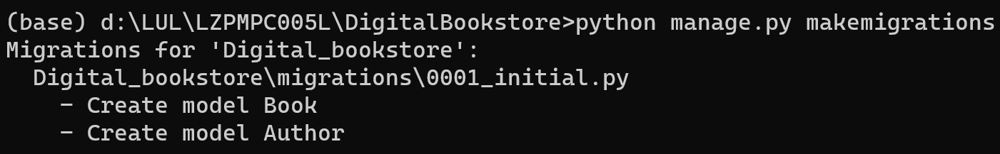 (base) d:\LUL\LZPMPC005L\DigitalBookstore>python manage.py makemigrations
Migrations for 'Digital_bookstore':
  Digital_bookstore\migrations\0001_initial.py
    – Create model Book
    – Create model Author